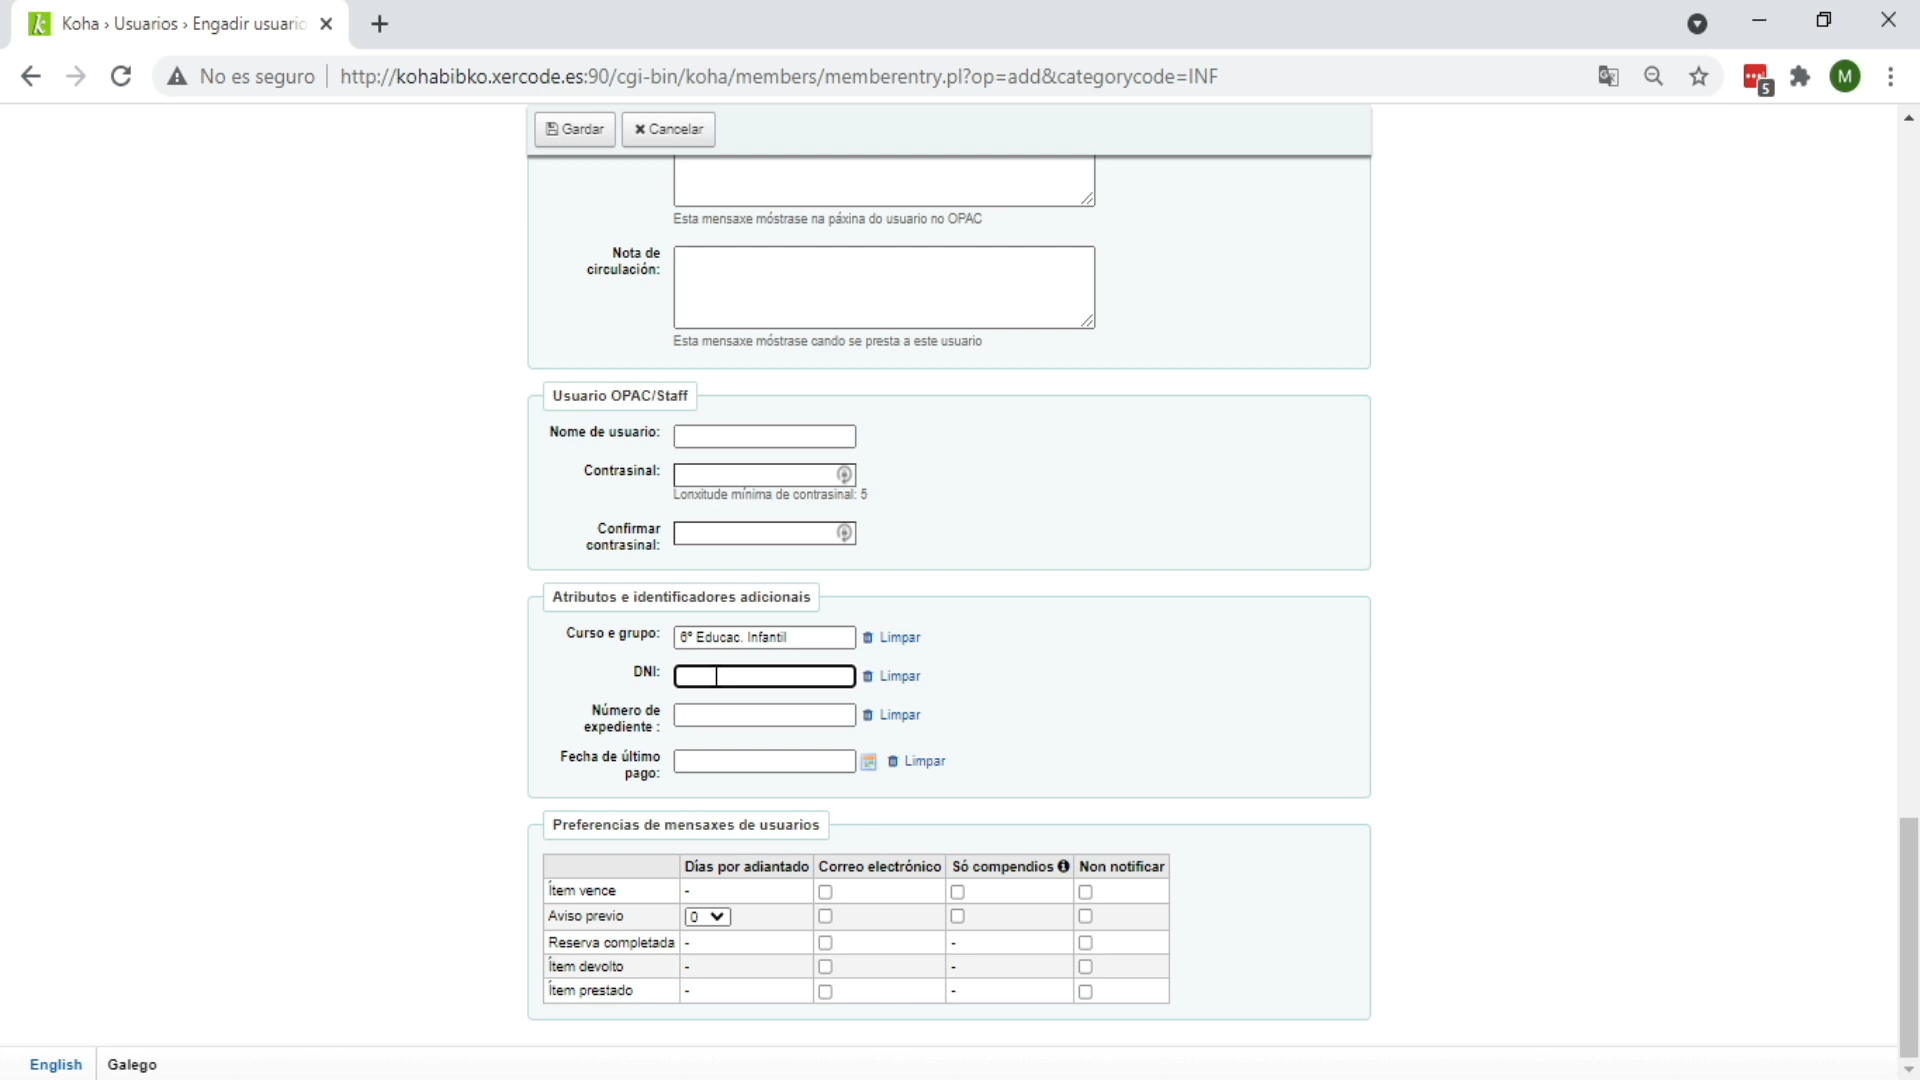 Koha › Usuarios › Engadir usuario
No es seguro
http://kohabibko.xercode.es:90/cgi-bin/koha/members/memberentry.pl?op=add&categorycode=INF
5
M
Gardar
Cancelar
Esta mensaxe móstrase na páxina do usuario no OPAC
Nota de
circulación:
Esta mensaxe móstrase cando se presta a este usuario
Usuario OPAC/Staff
Nome de usuario:
Contrasinal:
Lonxitude mínima de contrasinal: 5
Confirmar
contrasinal:
Atributos e identificadores adicionais
Curso e grupo: 6º Educac. Infantil Limpar
DNI: Limpar
Número de
expediente : Limpar
Fecha de último
pago: Limpar
Preferencias de mensaxes de usuarios
Días por adiantado Correo electrónico Só compendios Non notificar
Ítem vence -
Aviso previo 0
Reserva completada - -
Ítem devolto - -
Ítem prestado - -
English Galego